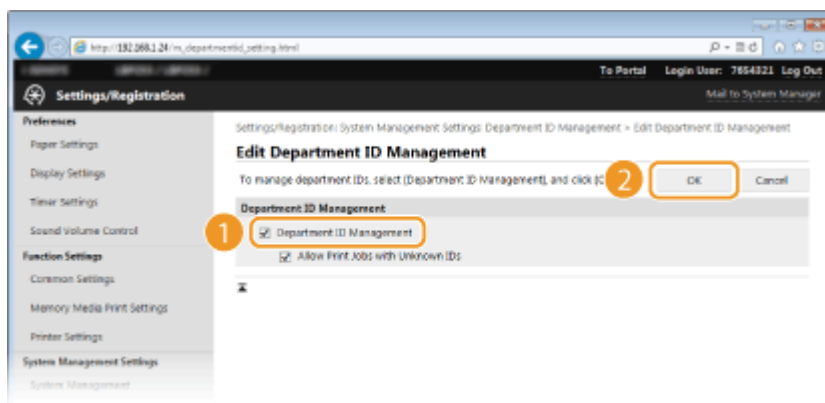 http://192.168.1.24/m_departmentid_setting.html
To Portal Login User: 7654321 Log Out
Settings/Registration
Mail to System Manager
Preferences
Paper Settings
Display Settings
Timer Settings
Sound Volume Control
Function Settings
Common Settings
Memory Media Print Settings
Printer Settings
System Management Settings
System Management
Settings/Registration: System Management Settings: Department ID Management > Edit Department ID Management
Edit Department ID Management
To manage department IDs, select [Department ID Management], and click [O
2
OK
Cancel
Department ID Management
1
Department ID Management
Allow Print Jobs with Unknown IDs